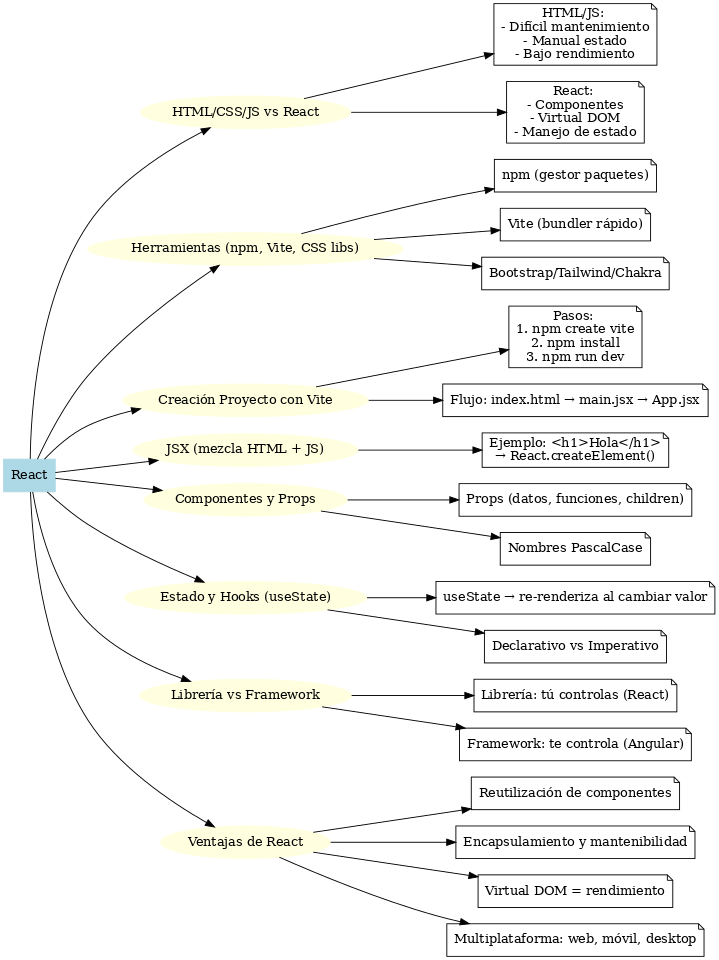 HTML/JS:
- Difícil mantenimiento
- Manual estado
- Bajo rendimiento
HTML/CSS/JS vs React
React:
- Componentes
- Virtual DOM
- Manejo de estado
npm (gestor paquetes)
Vite (bundler rápido)
Herramientas (npm, Vite, CSS libs)
Bootstrap/Tailwind/Chakra
Pasos:
1. npm create vite
2. npm install
3. npm run dev
Creación Proyecto con Vite
Flujo: index.html → main.jsx → App.jsx
JSX (mezcla HTML + JS)
Ejemplo: <h1>Hola</h1>
→ React.createElement()
React
Componentes y Props
Props (datos, funciones, children)
Nombres PascalCase
Estado y Hooks (useState)
useState → re-renderiza al cambiar valor
Declarativo vs Imperativo
Librería vs Framework
Librería: tú controlas (React)
Framework: te controla (Angular)
Reutilización de componentes
Ventajas de React
Encapsulamiento y mantenibilidad
Virtual DOM = rendimiento
Multiplataforma: web, móvil, desktop